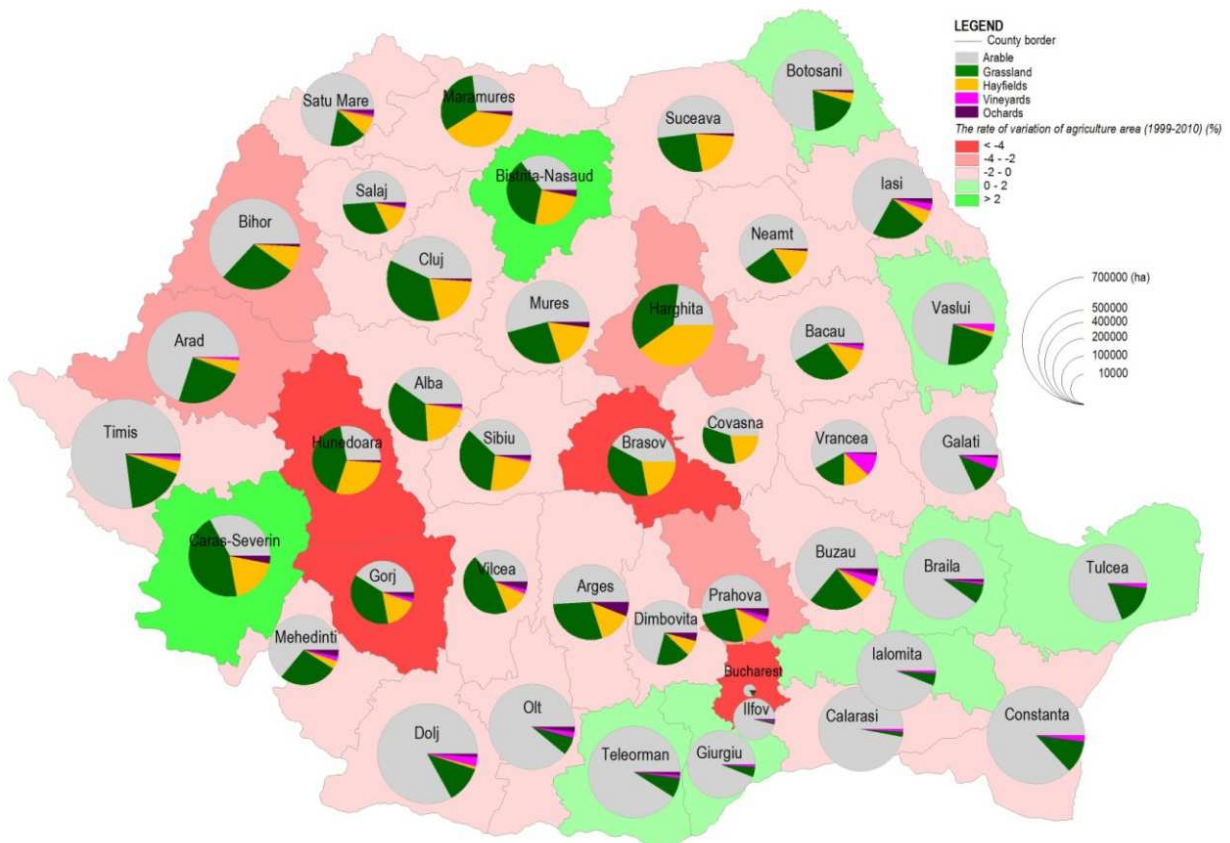 LEGEND
County border
Arable
Grassland
Hayfields
Vineyards
Ochards
The rate of variation of agriculture area (1999-2010) (%)
< -4
-4 - -2
-2 - 0
0 - 2
> 2
700000 (ha)
500000
400000
200000
100000
10000
Botosani
Satu Mare
Maramures
Suceava
Bistrita-Nasaud
Iasi
Salaj
Bihor
Neamt
Cluj
Mures
Harghita
Vaslui
Arad
Bacau
Alba
Timis
Hunedoara
Sibiu
Brasov
Covasna
Vrancea
Galati
Caras-Severin
Gorj
Vilcea
Arges
Buzau
Braila
Tulcea
Prahova
Dimbovita
Mehedinti
Bucharest
Ialomita
Ilfov
Olt
Calarasi
Constanta
Dolj
Teleorman
Giurgiu